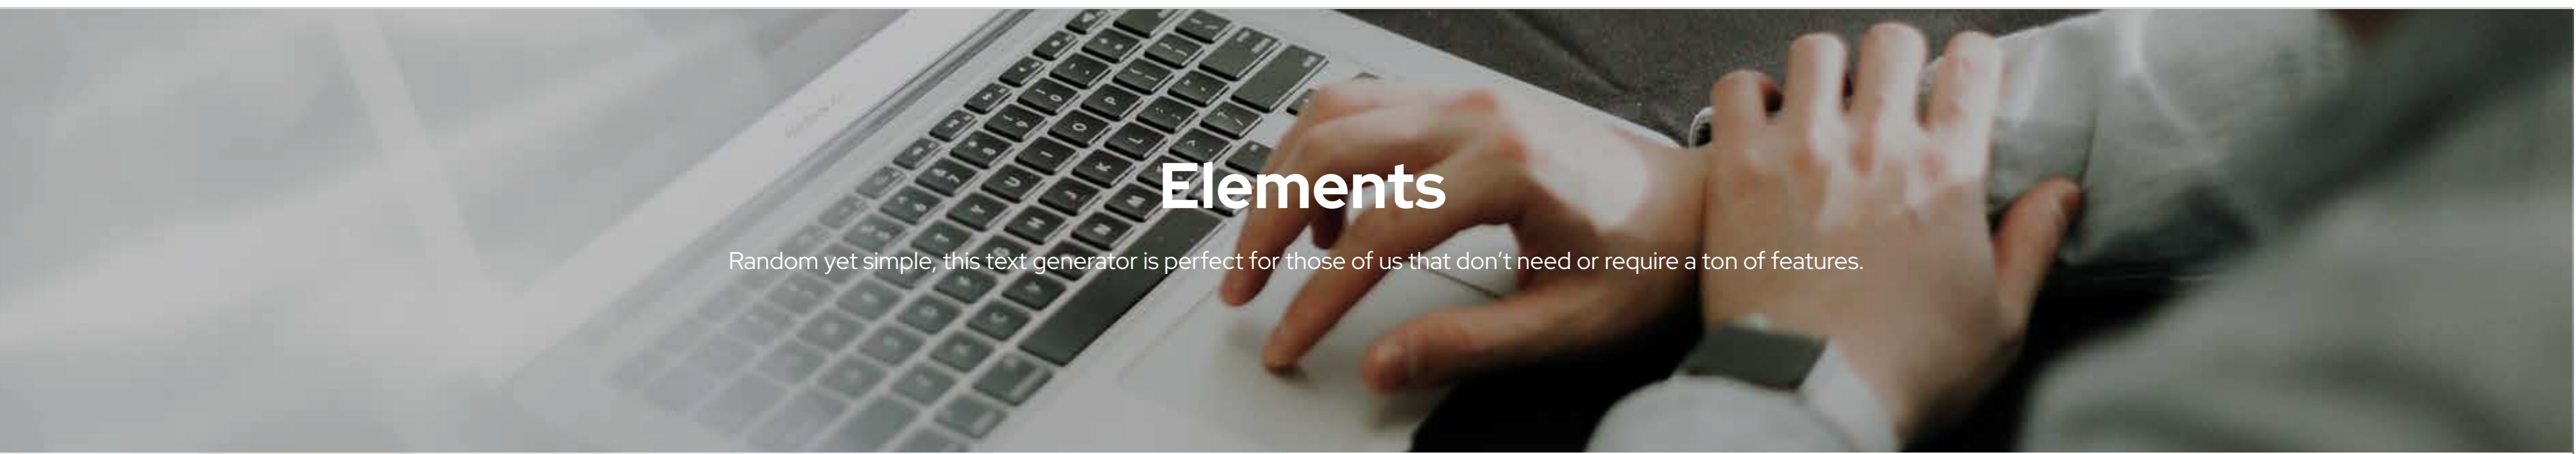 Elements
Random yet simple, this text generator is perfect for those of us that don't need or require a ton of features.